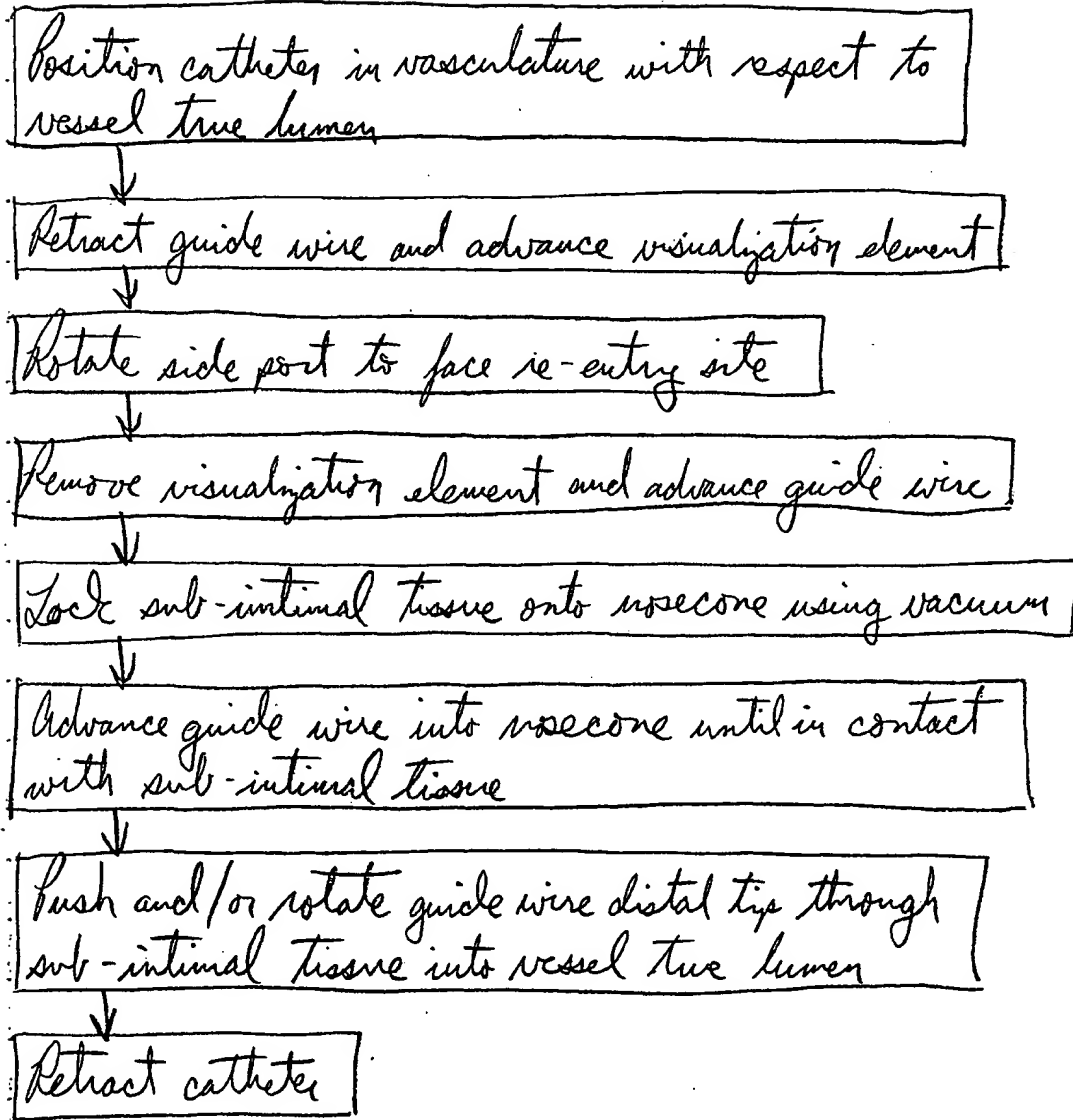 Position catheter in vasculature with respect to
vessel true lumen
Retract guide wire and advance visualization element
Rotate side port to face re-entry site
Remove visualization element and advance guide wire
Lock sub-intimal tissue onto nosecone using vacuum
Advance guide wire into nosecone until in contact
with sub-intimal tissue
Push and/or rotate guide wire distal tip through
sub-intimal tissue into vessel true lumen
Retract catheter